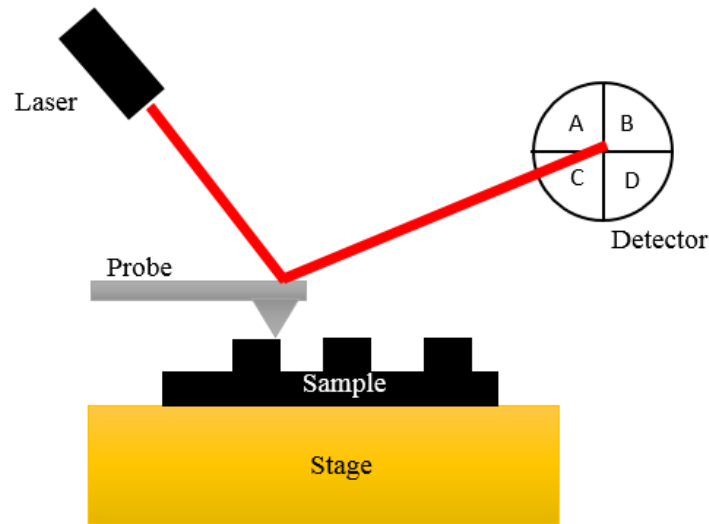 Laser
A
B
C
D
Detector
Probe
Sample
Stage